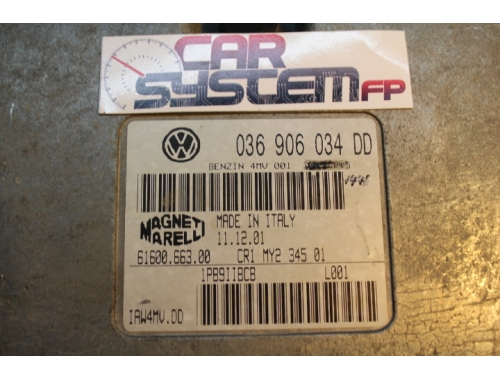 CAR
SYSTEM FP
036 906 034 DD
BENZIN 4MV 001
MAGNETI
MARELLI
MADE IN ITALY
11.12.01
61600.663.00 CR1 MY2 345 01
1PB91IBCB L001
IAW4MV.DD